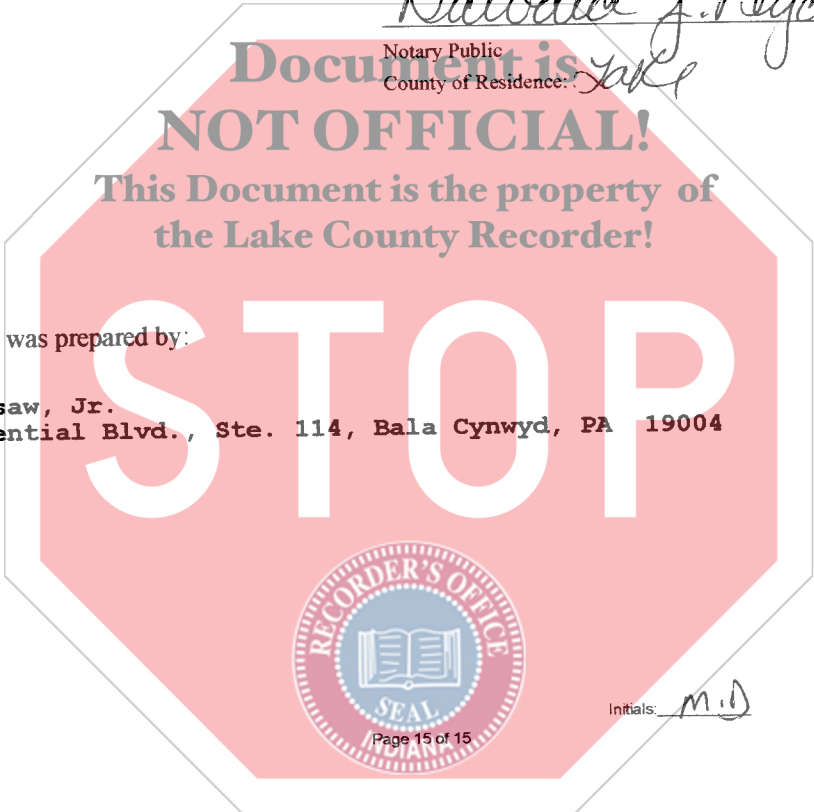 J.
Notary Public
County of Residence: Lake
Document is
NOT OFFICIAL!
This Document is the property of
the Lake County Recorder!
was prepared by:
saw, Jr.
ential Blvd., Ste. 114, Bala Cynwyd, PA 19004
STOP
RECORDER'S OFFICE
SEAL
INDIANA
Initials: M.D
Page 15 of 15